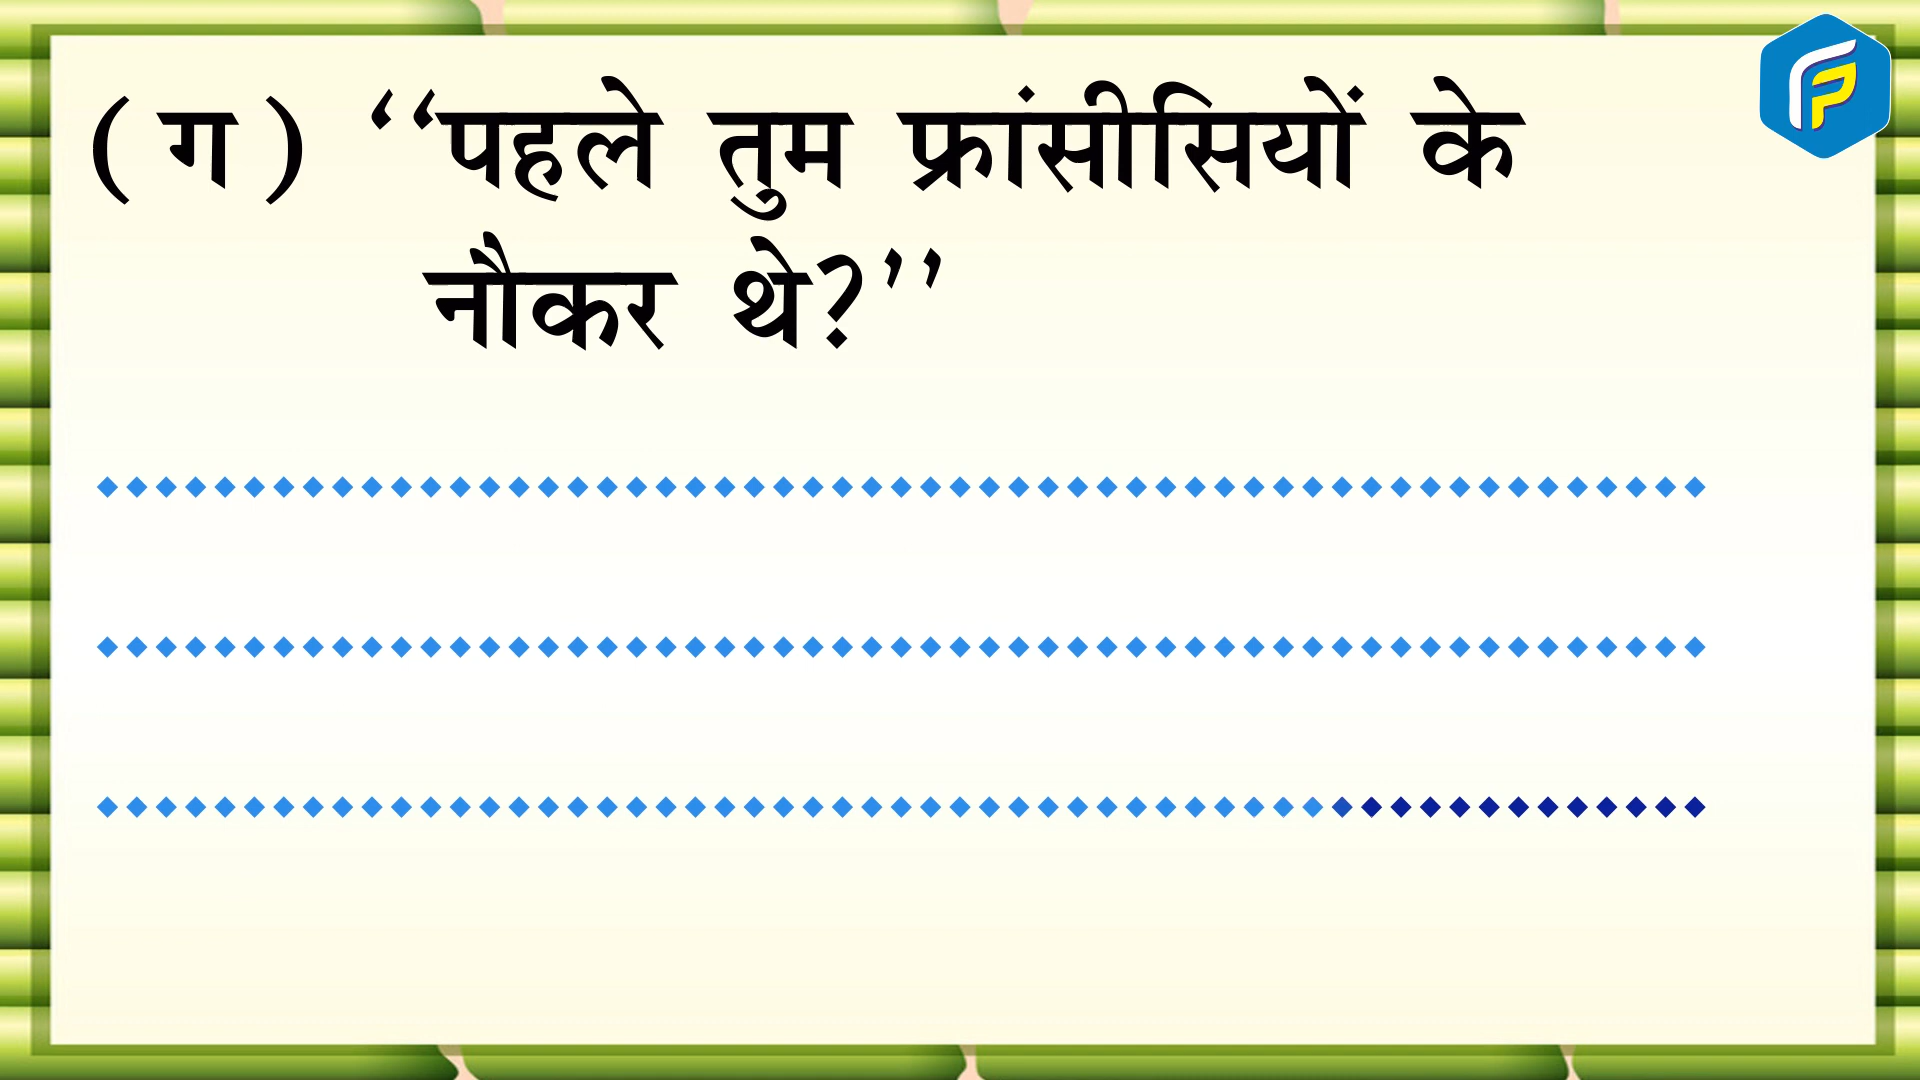 (ग) ‘‘पहले तुम फ्रांसीसियों के
नौकर थे?’’